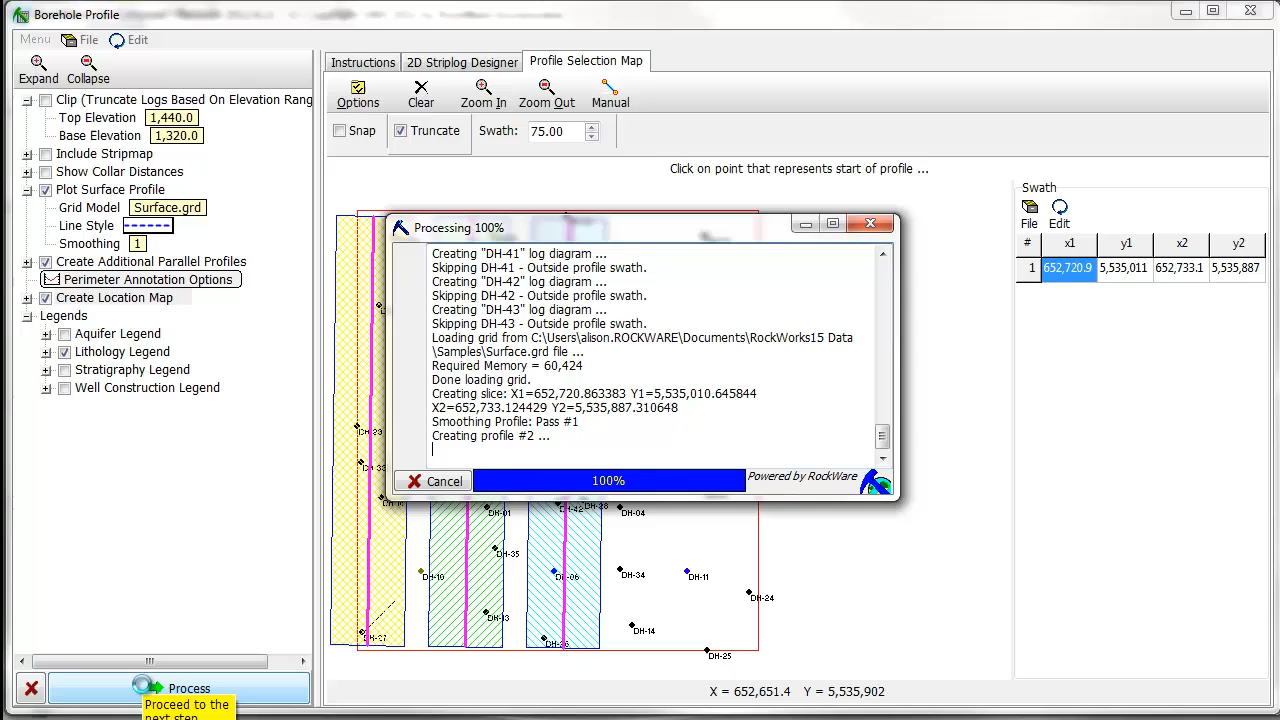 Borehole Profile
Menu File Edit
Expand Collapse
Clip (Truncate Logs Based On Elevation Rang
Top Elevation 1,440.0
Base Elevation 1,320.0
Include Stripmap
Show Collar Distances
Plot Surface Profile
Grid Model Surface.grd
Line Style
Smoothing 1
Create Additional Parallel Profiles
Perimeter Annotation Options
Create Location Map
Legends
Aquifer Legend
Lithology Legend
Stratigraphy Legend
Well Construction Legend
Process
Proceed to the
next step
Instructions 2D Striplog Designer Profile Selection Map
Options Clear Zoom In Zoom Out Manual
Snap Truncate Swath: 75.00
Click on point that represents start of profile ...
Processing 100%
Creating "DH-41" log diagram ...
Skipping DH-41 - Outside profile swath.
Creating "DH-42" log diagram ...
Skipping DH-42 - Outside profile swath.
Creating "DH-43" log diagram ...
Skipping DH-43 - Outside profile swath.
Loading grid from C:\Users\alison.ROCKWARE\Documents\RockWorks15 Data
\Samples\Surface.grd file ...
Required Memory = 60,424
Done loading grid.
Creating slice: X1=652,720.863383 Y1=5,535,010.645844
X2=652,733.124429 Y2=5,535,887.310648
Smoothing Profile: Pass #1
Creating profile #2 ...
Cancel 100% Powered by RockWare
DH-01
DH-42
DH-28
DH-04
DH-35
DH-10
DH-06
DH-34
DH-11
DH-24
DH-13
DH-14
DH-25
X = 652,651.4 Y = 5,535,902
Swath
File Edit
# x1 y1 x2 y2
1 652,720.9 5,535,011 652,733.1 5,535,887